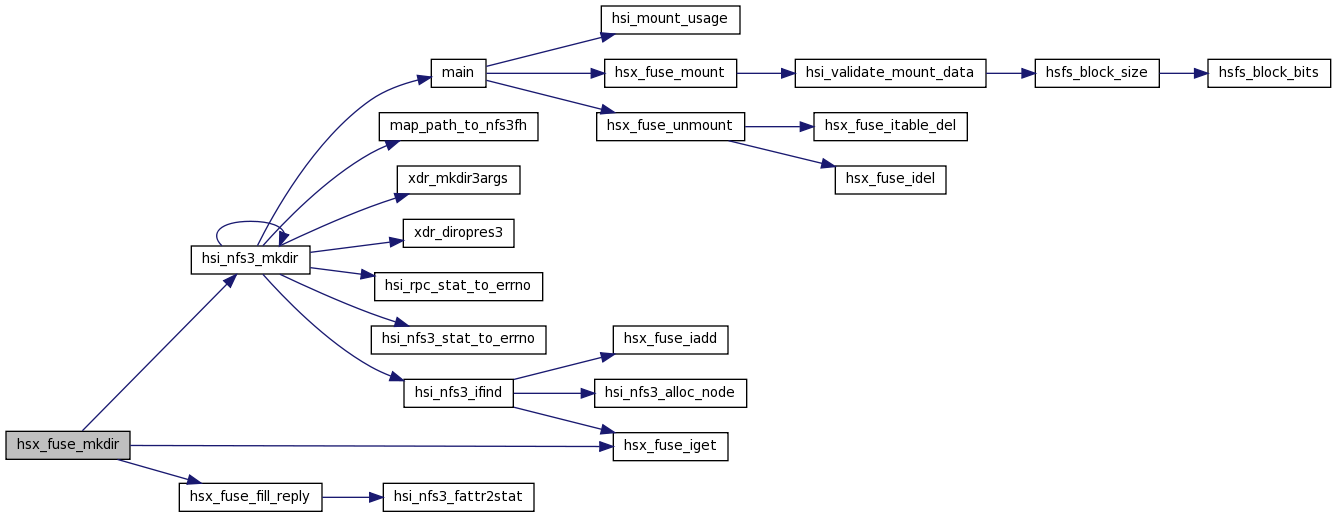 hsi_mount_usage
main
hsx_fuse_mount
hsi_validate_mount_data
hsfs_block_size
hsfs_block_bits
map_path_to_nfs3fh
hsx_fuse_unmount
hsx_fuse_itable_del
xdr_mkdir3args
hsx_fuse_idel
xdr_diropres3
hsi_nfs3_mkdir
hsi_rpc_stat_to_errno
hsi_nfs3_stat_to_errno
hsx_fuse_iadd
hsi_nfs3_ifind
hsi_nfs3_alloc_node
hsx_fuse_mkdir
hsx_fuse_iget
hsx_fuse_fill_reply
hsi_nfs3_fattr2stat